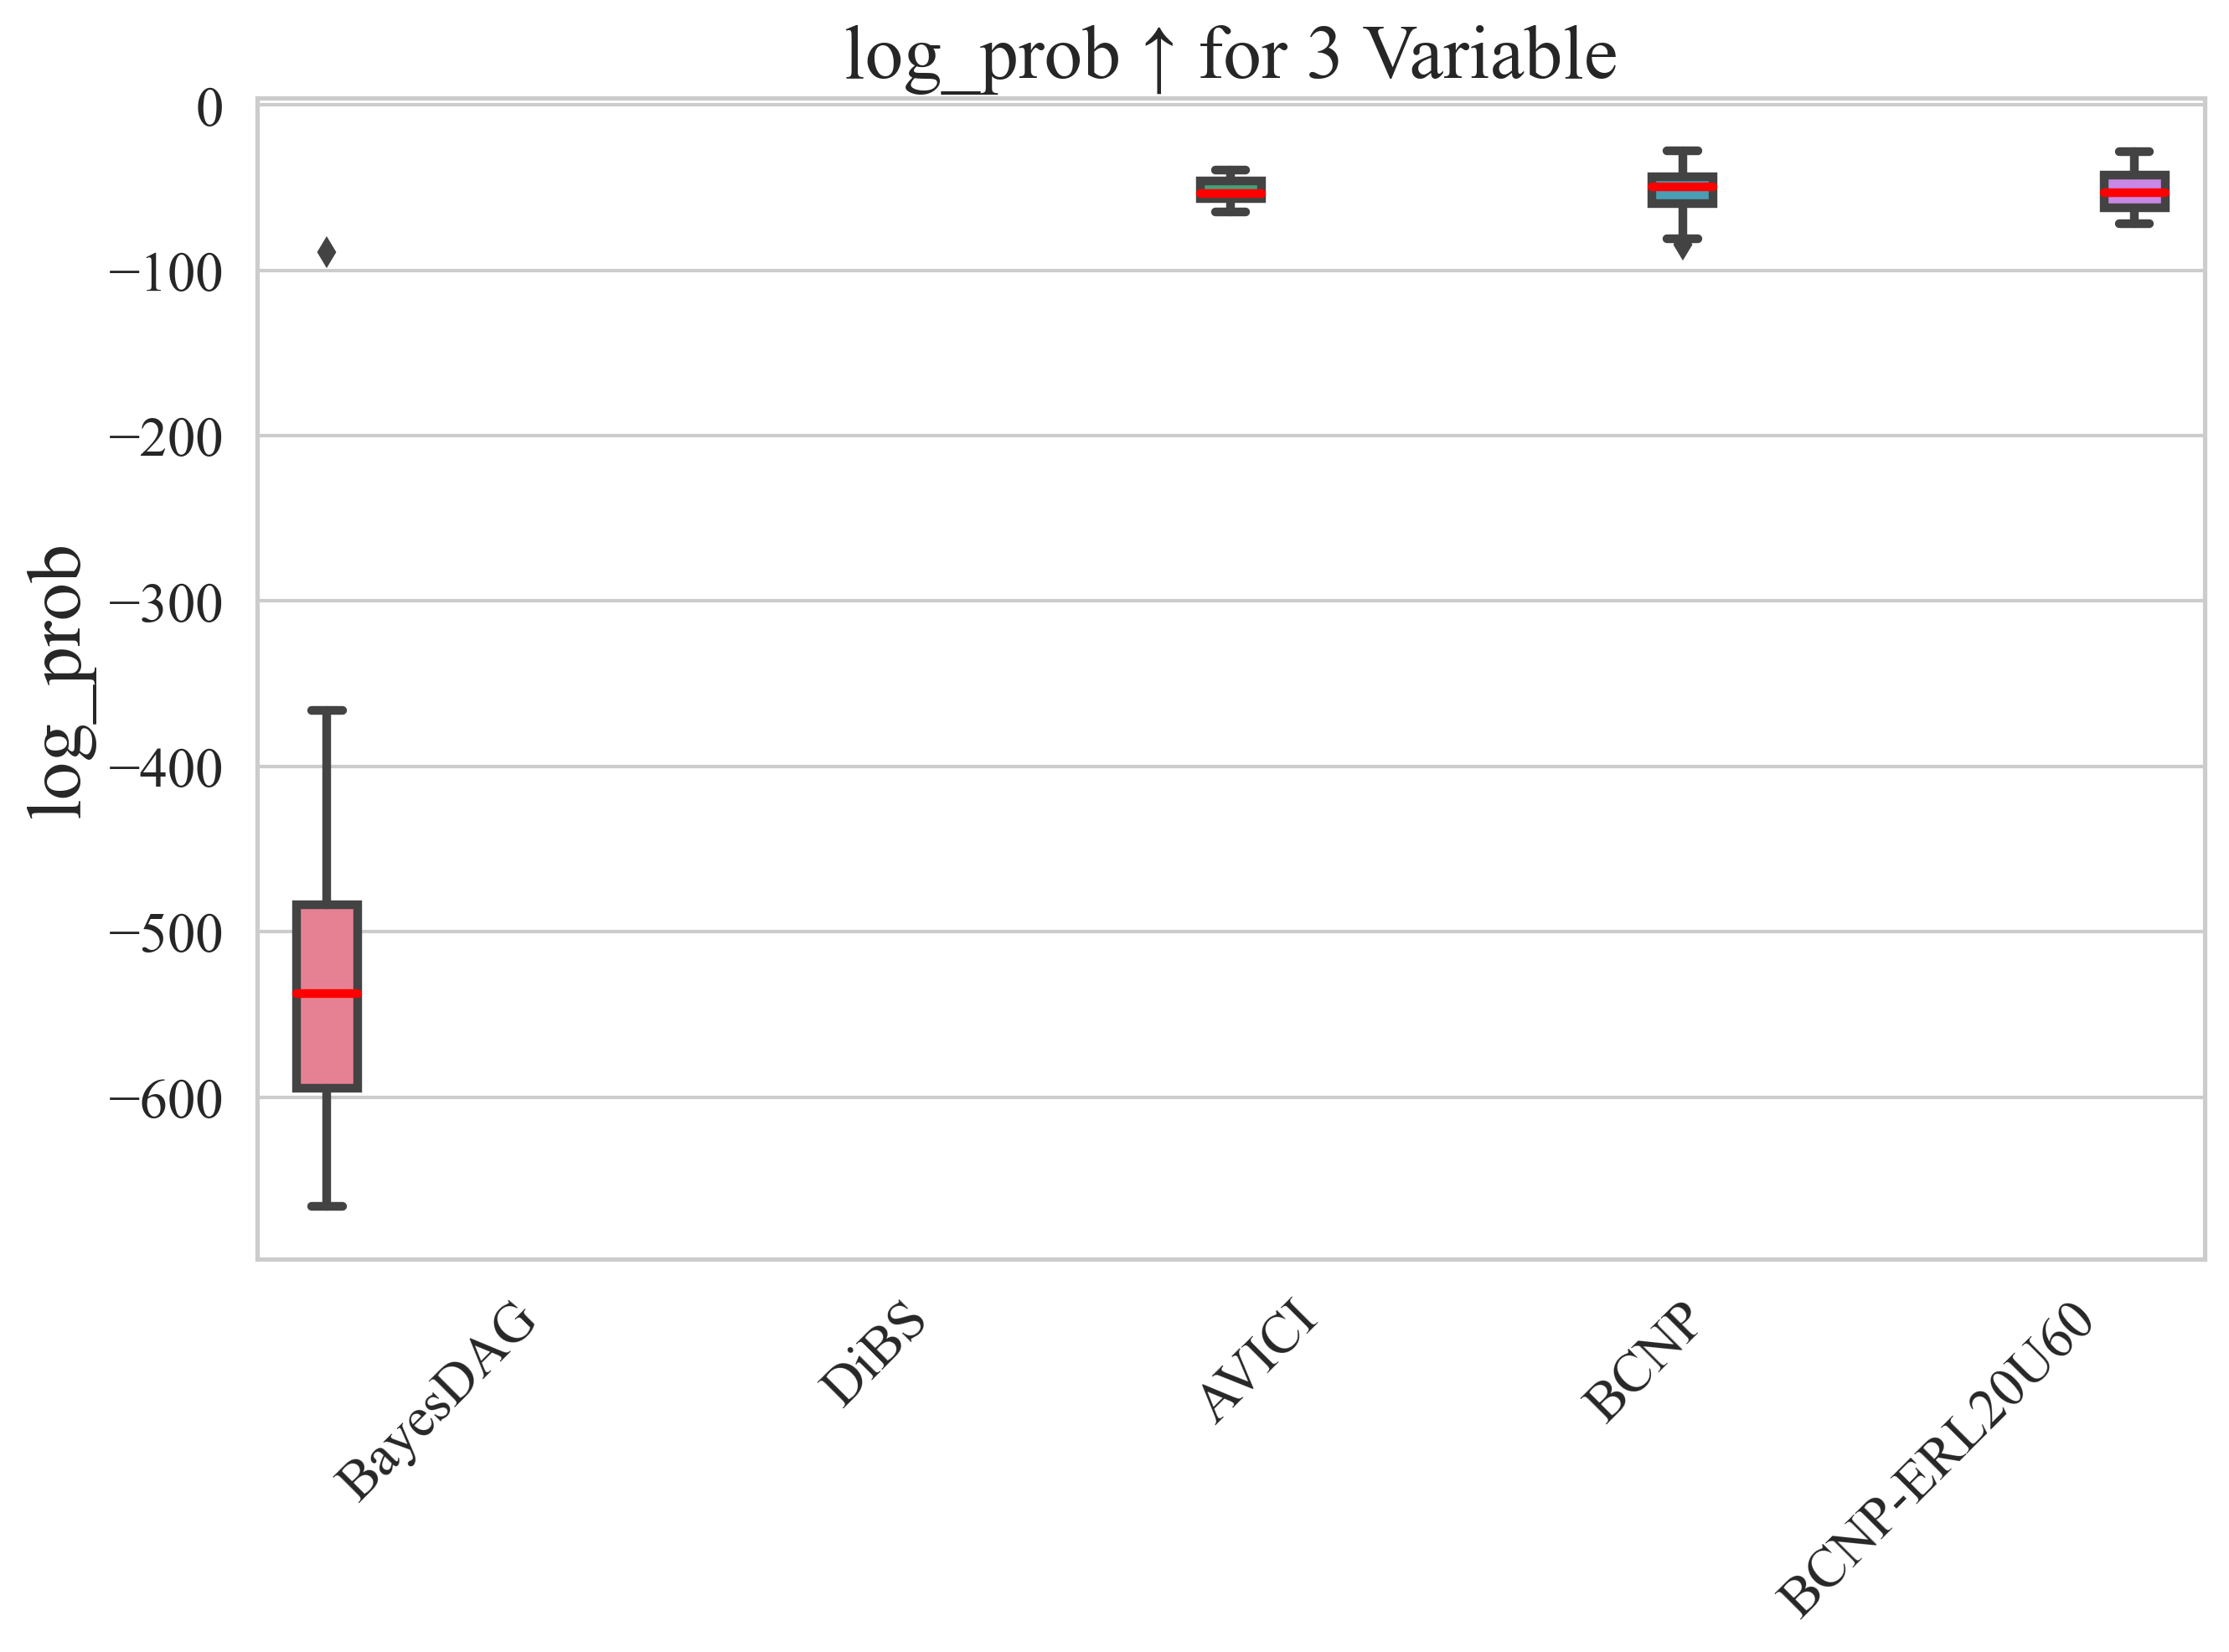 log_prob ↑ for 3 Variable
0
−100
−200
−300
−400
−500
−600
log_prob
BayesDAG
DiBS
AVICI
BCNP
BCNP-ERL20U60